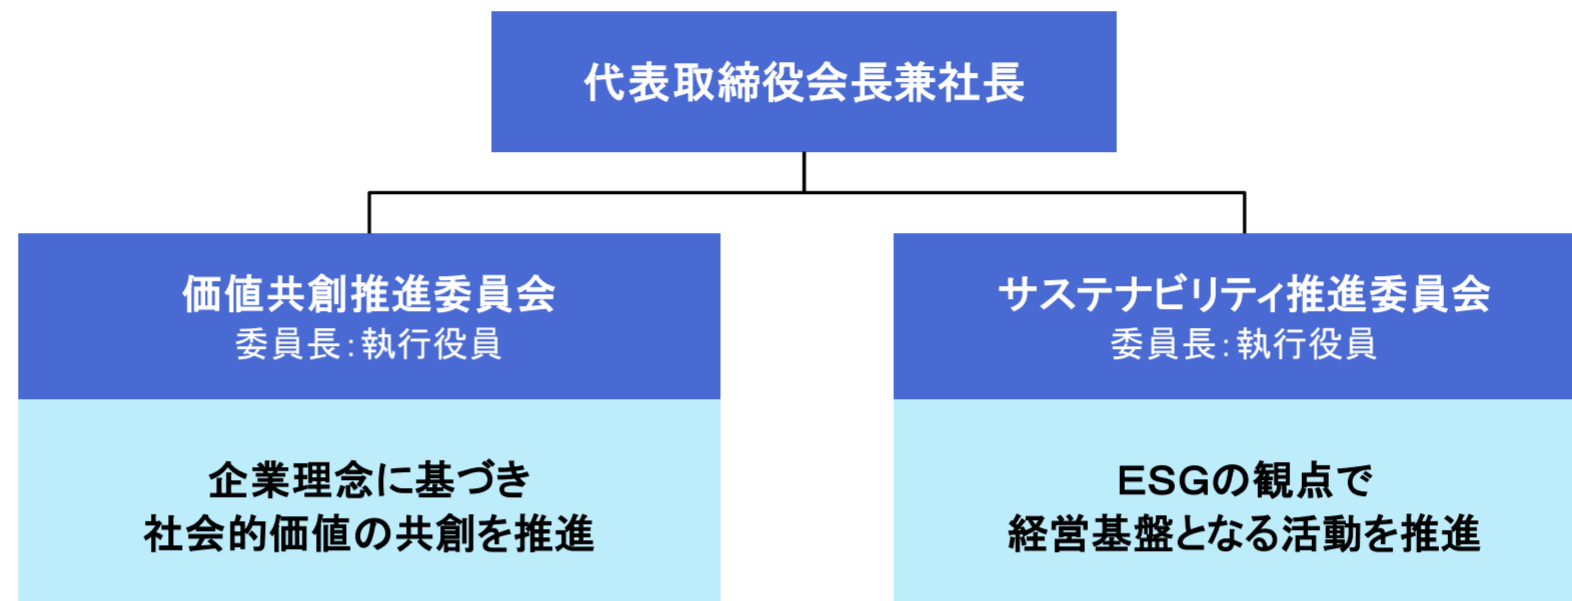 代表取締役会長兼社長
価値共創推進委員会
委員長：執行役員
サステナビリティ推進委員会
委員長：執行役員
企業理念に基づき
社会的価値の共創を推進
ESGの観点で
経営基盤となる活動を推進